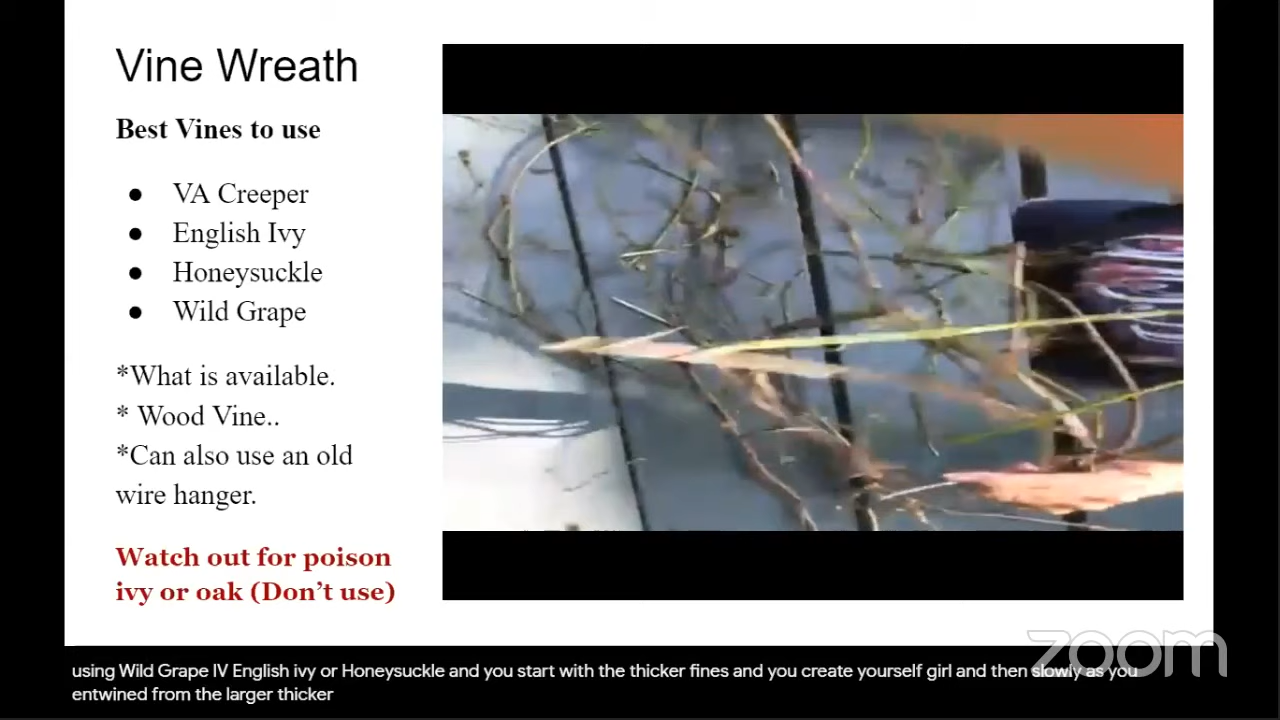 Vine Wreath
Best Vines to use
● VA Creeper
● English Ivy
● Honeysuckle
● Wild Grape
*What is available.
* Wood Vine..
*Can also use an old
wire hanger.
Watch out for poison
ivy or oak (Don’t use)
zoom
using Wild Grape IV English ivy or Honeysuckle and you start with the thicker fines and you create yourself girl and then slowly as you
entwined from the larger thicker